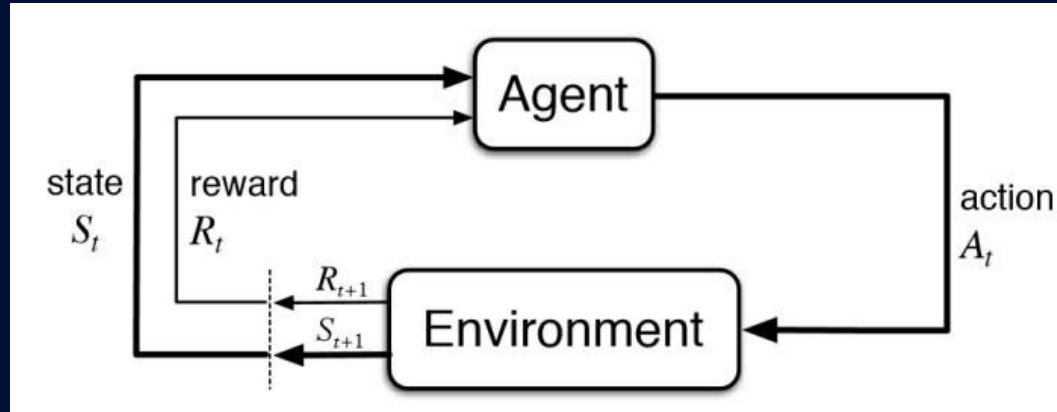 Agent
state
S_t
reward
R_t
action
A_t
R_{t+1}
S_{t+1}
Environment